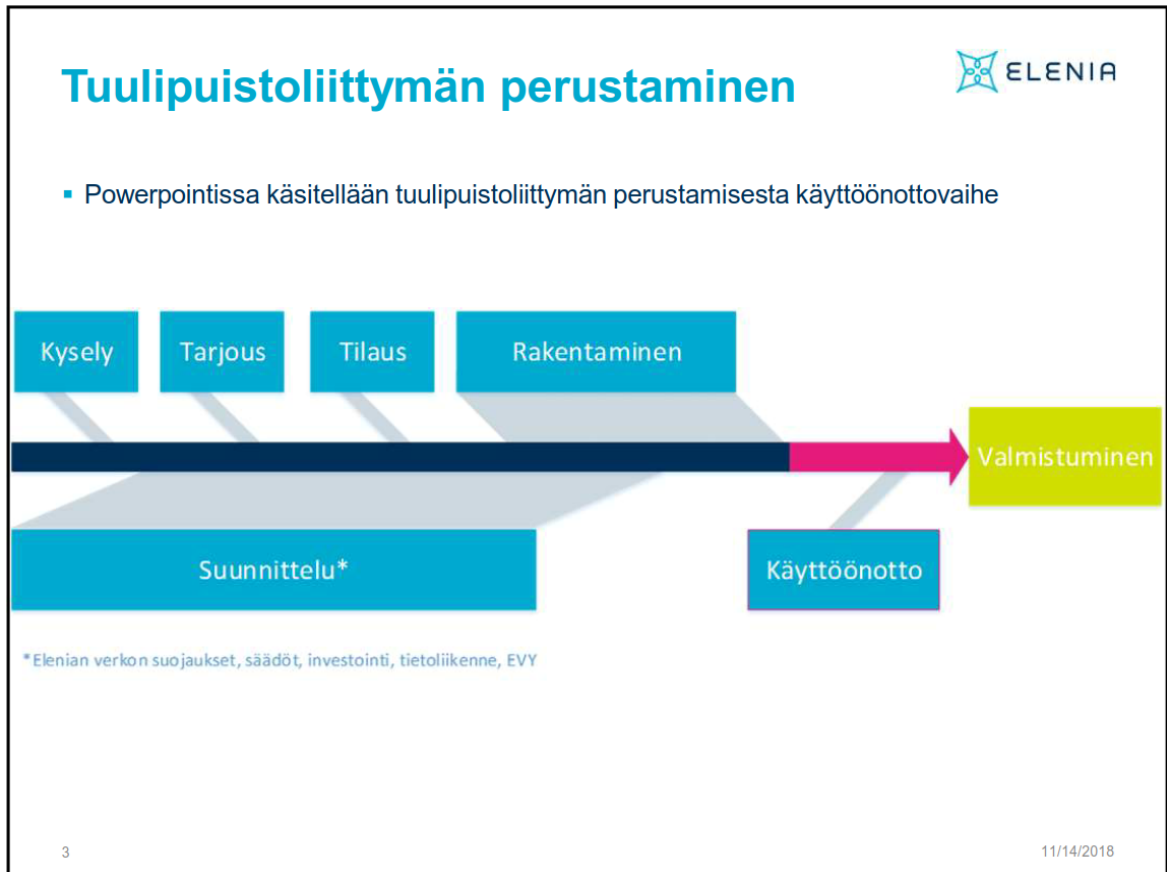 Tuulipuistoliittymän perustaminen
ELENIA
▪ Powerpointissa käsitellään tuulipuistoliittymän perustamisesta käyttöönottovaihe
Kysely
Tarjous
Tilaus
Rakentaminen
Valmistuminen
Suunnittelu*
Käyttöönotto
*Elenian verkon suojaukset, säädöt, investointi, tietoliikenne, EVY
3
11/14/2018